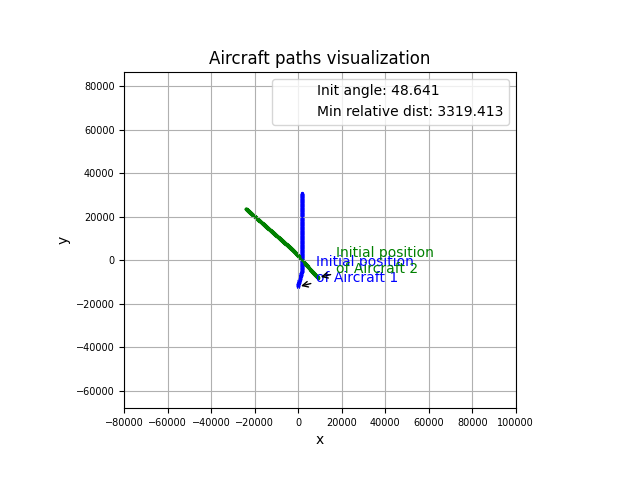 Aircraft paths visualization
Init angle: 48.641
Min relative dist: 3319.413
80000
60000
40000
20000
0
−20000
−40000
−60000
y
Initial position
of Aircraft 2
Initial position
of Aircraft 1
−80000 −60000 −40000 −20000 0 20000 40000 60000 80000 100000
x